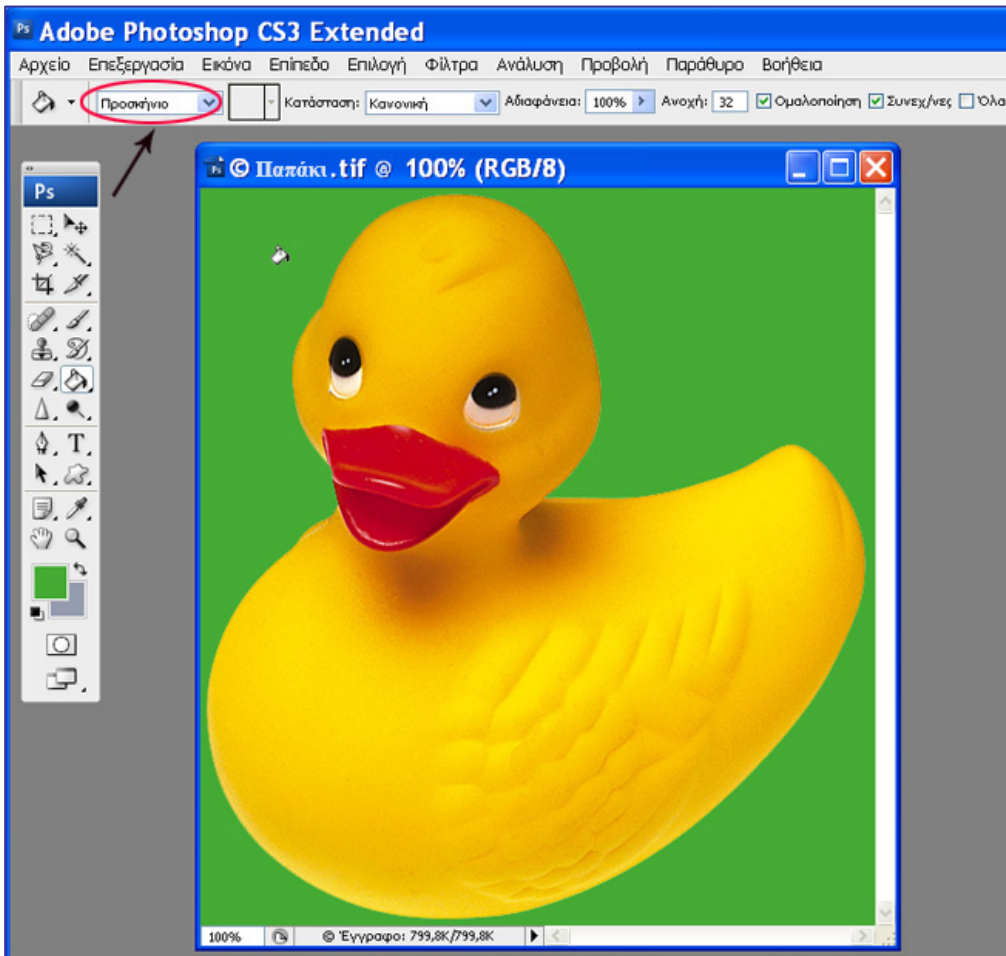 Ps Adobe Photoshop CS3 Extended
Αρχείο Επεξεργασία Εικόνα Επίπεδο Επιλογή Φίλτρα Ανάλυση Προβολή Παράθυρο Βοήθεια
Προσκήνιο Κατάσταση: Κανονική Αδιαφάνεια: 100% Ανοχή: 32 Ομαλοποίηση Συνεχ/νες Όλα
© Παπάκι.tif @ 100% (RGB/8)
Ps
T
100% © Έγγραφο: 799,8K/799,8K